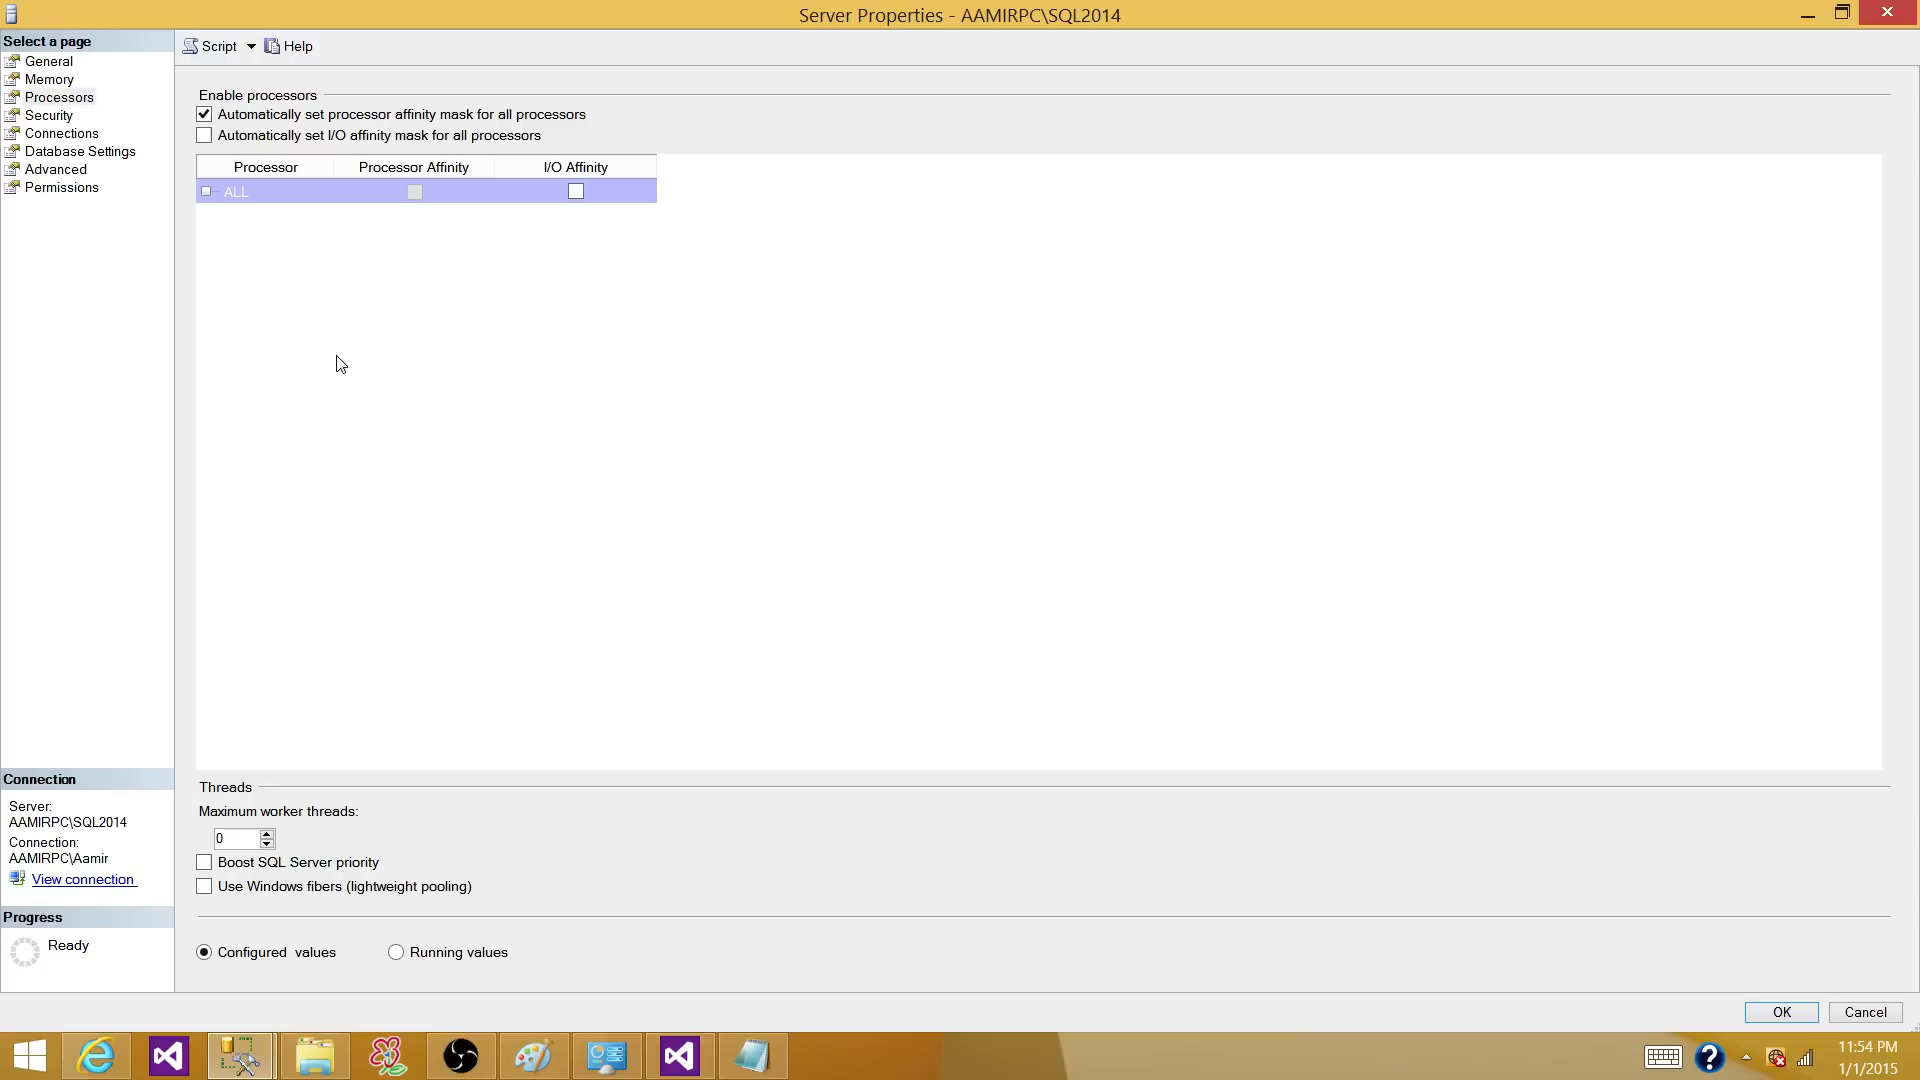 Server Properties - AAMIRPC\SQL2014
Select a page
General
Memory
Processors
Security
Connections
Database Settings
Advanced
Permissions
Script
Help
Enable processors
Automatically set processor affinity mask for all processors
Automatically set I/O affinity mask for all processors
Processor Processor Affinity I/O Affinity
ALL
Threads
Maximum worker threads:
0
Boost SQL Server priority
Use Windows fibers (lightweight pooling)
Configured values Running values
Connection
Server:
AAMIRPC\SQL2014
Connection:
AAMIRPC\Aamir
View connection
Progress
Ready
OK Cancel
11:54 PM
1/1/2015